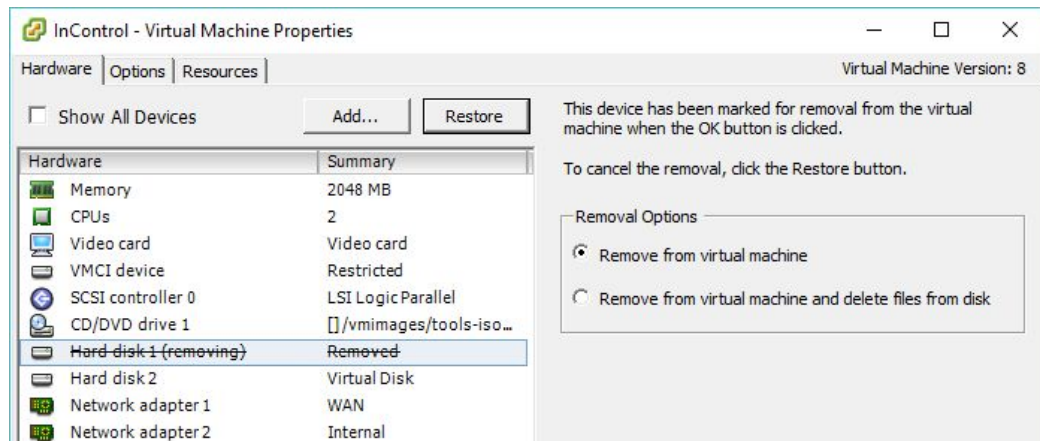 InControl - Virtual Machine Properties
Hardware Options Resources Virtual Machine Version: 8
Show All Devices Add... Restore
Hardware Summary
Memory 2048 MB
CPUs 2
Video card Video card
VMCI device Restricted
SCSI controller 0 LSI Logic Parallel
CD/DVD drive 1 [] /vmimages/tools-iso...
Hard disk 1 (removing) Removed
Hard disk 2 Virtual Disk
Network adapter 1 WAN
Network adapter 2 Internal
This device has been marked for removal from the virtual
machine when the OK button is clicked.
To cancel the removal, click the Restore button.
Removal Options
Remove from virtual machine
Remove from virtual machine and delete files from disk